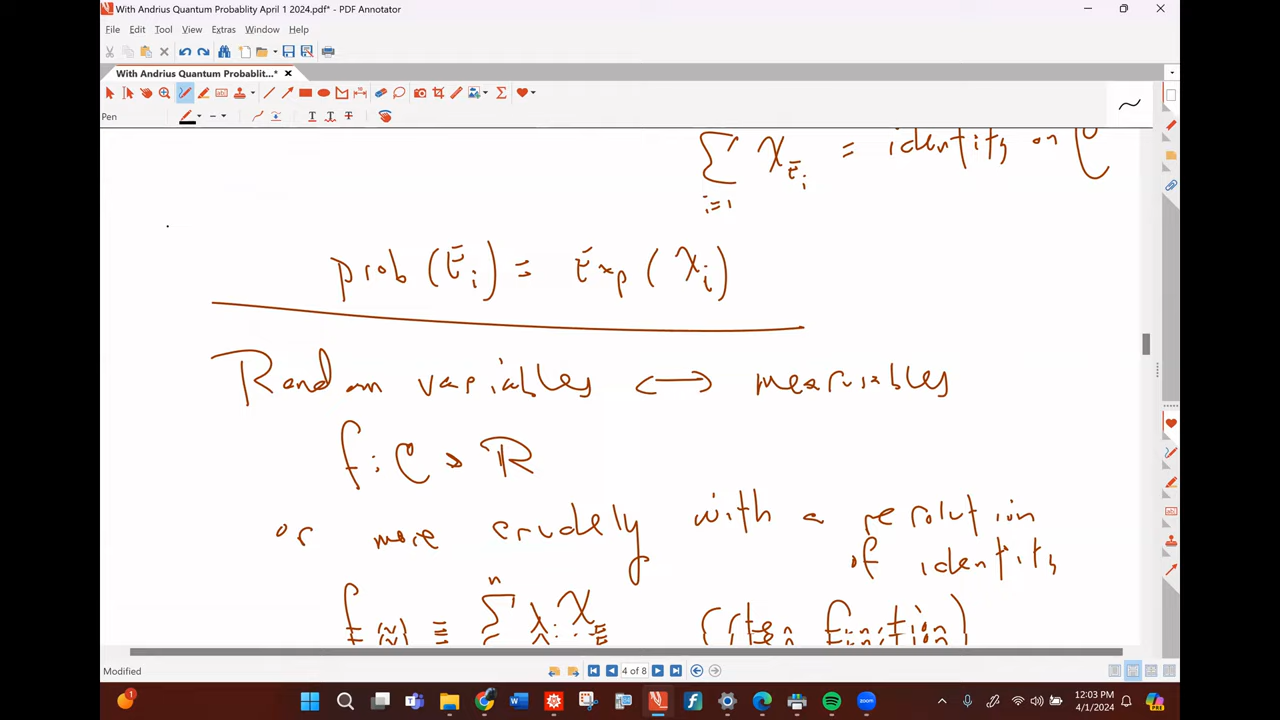 With Andrius Quantum Probablity April 1 2024.pdf* - PDF Annotator
File Edit Tool View Extras Window Help
With Andrius Quantum Probablit...*
Pen
Σ χ_{E_i} = identity on C
i=1
prob (E_i) = Exp (χ_i)
Random variables ↔ measurables
f: C → R
or more crudely with a resolution
of identity
n
f(x) ≡ Σ λ_i χ_E (step function)
Modified
4 of 8
1
12:03 PM
4/1/2024